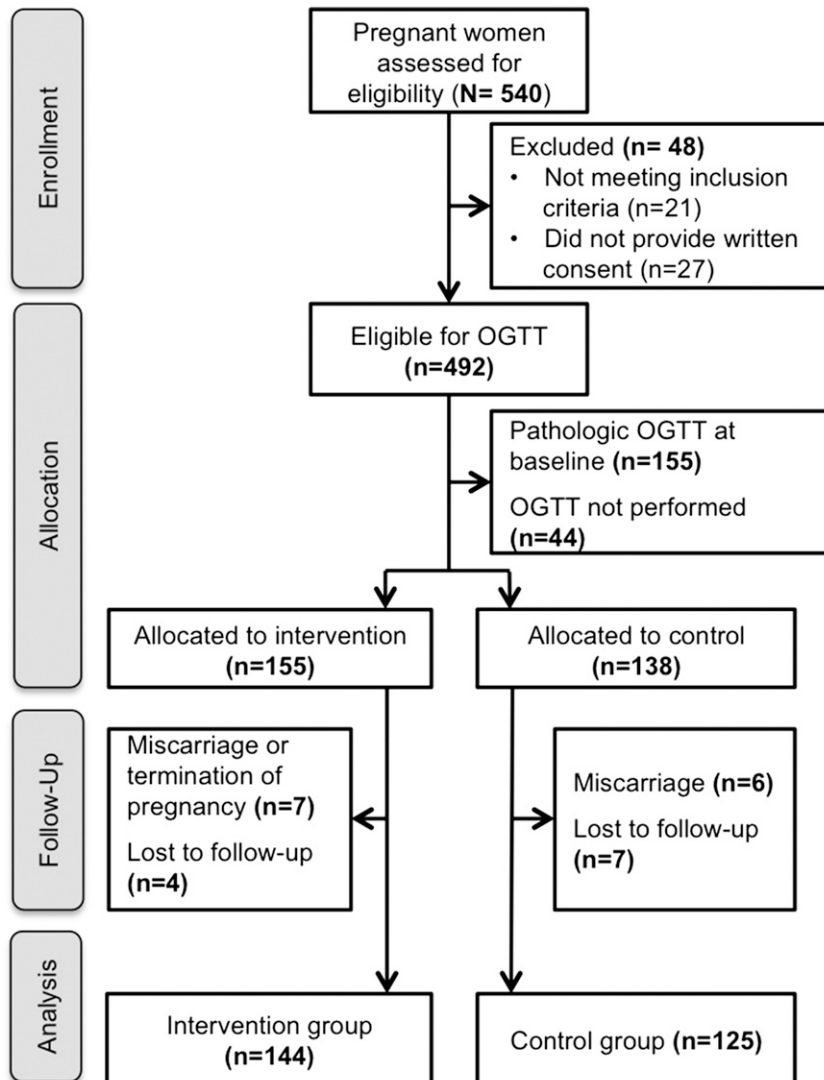 Enrollment
Pregnant women
assessed for
eligibility (N= 540)
Excluded (n= 48)
• Not meeting inclusion
criteria (n=21)
• Did not provide written
consent (n=27)
Allocation
Eligible for OGTT
(n=492)
Pathologic OGTT at
baseline (n=155)
OGTT not performed
(n=44)
Allocated to intervention
(n=155)
Allocated to control
(n=138)
Follow-Up
Miscarriage or
termination of
pregnancy (n=7)
Lost to follow-up
(n=4)
Miscarriage (n=6)
Lost to follow-up
(n=7)
Analysis
Intervention group
(n=144)
Control group (n=125)